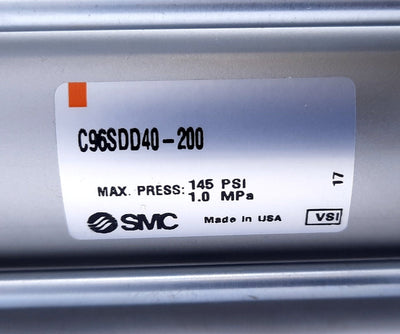 C96SDD40-200
MAX. PRESS: 145 PSI
1.0 MPa
17
SMC Made in USA VSI